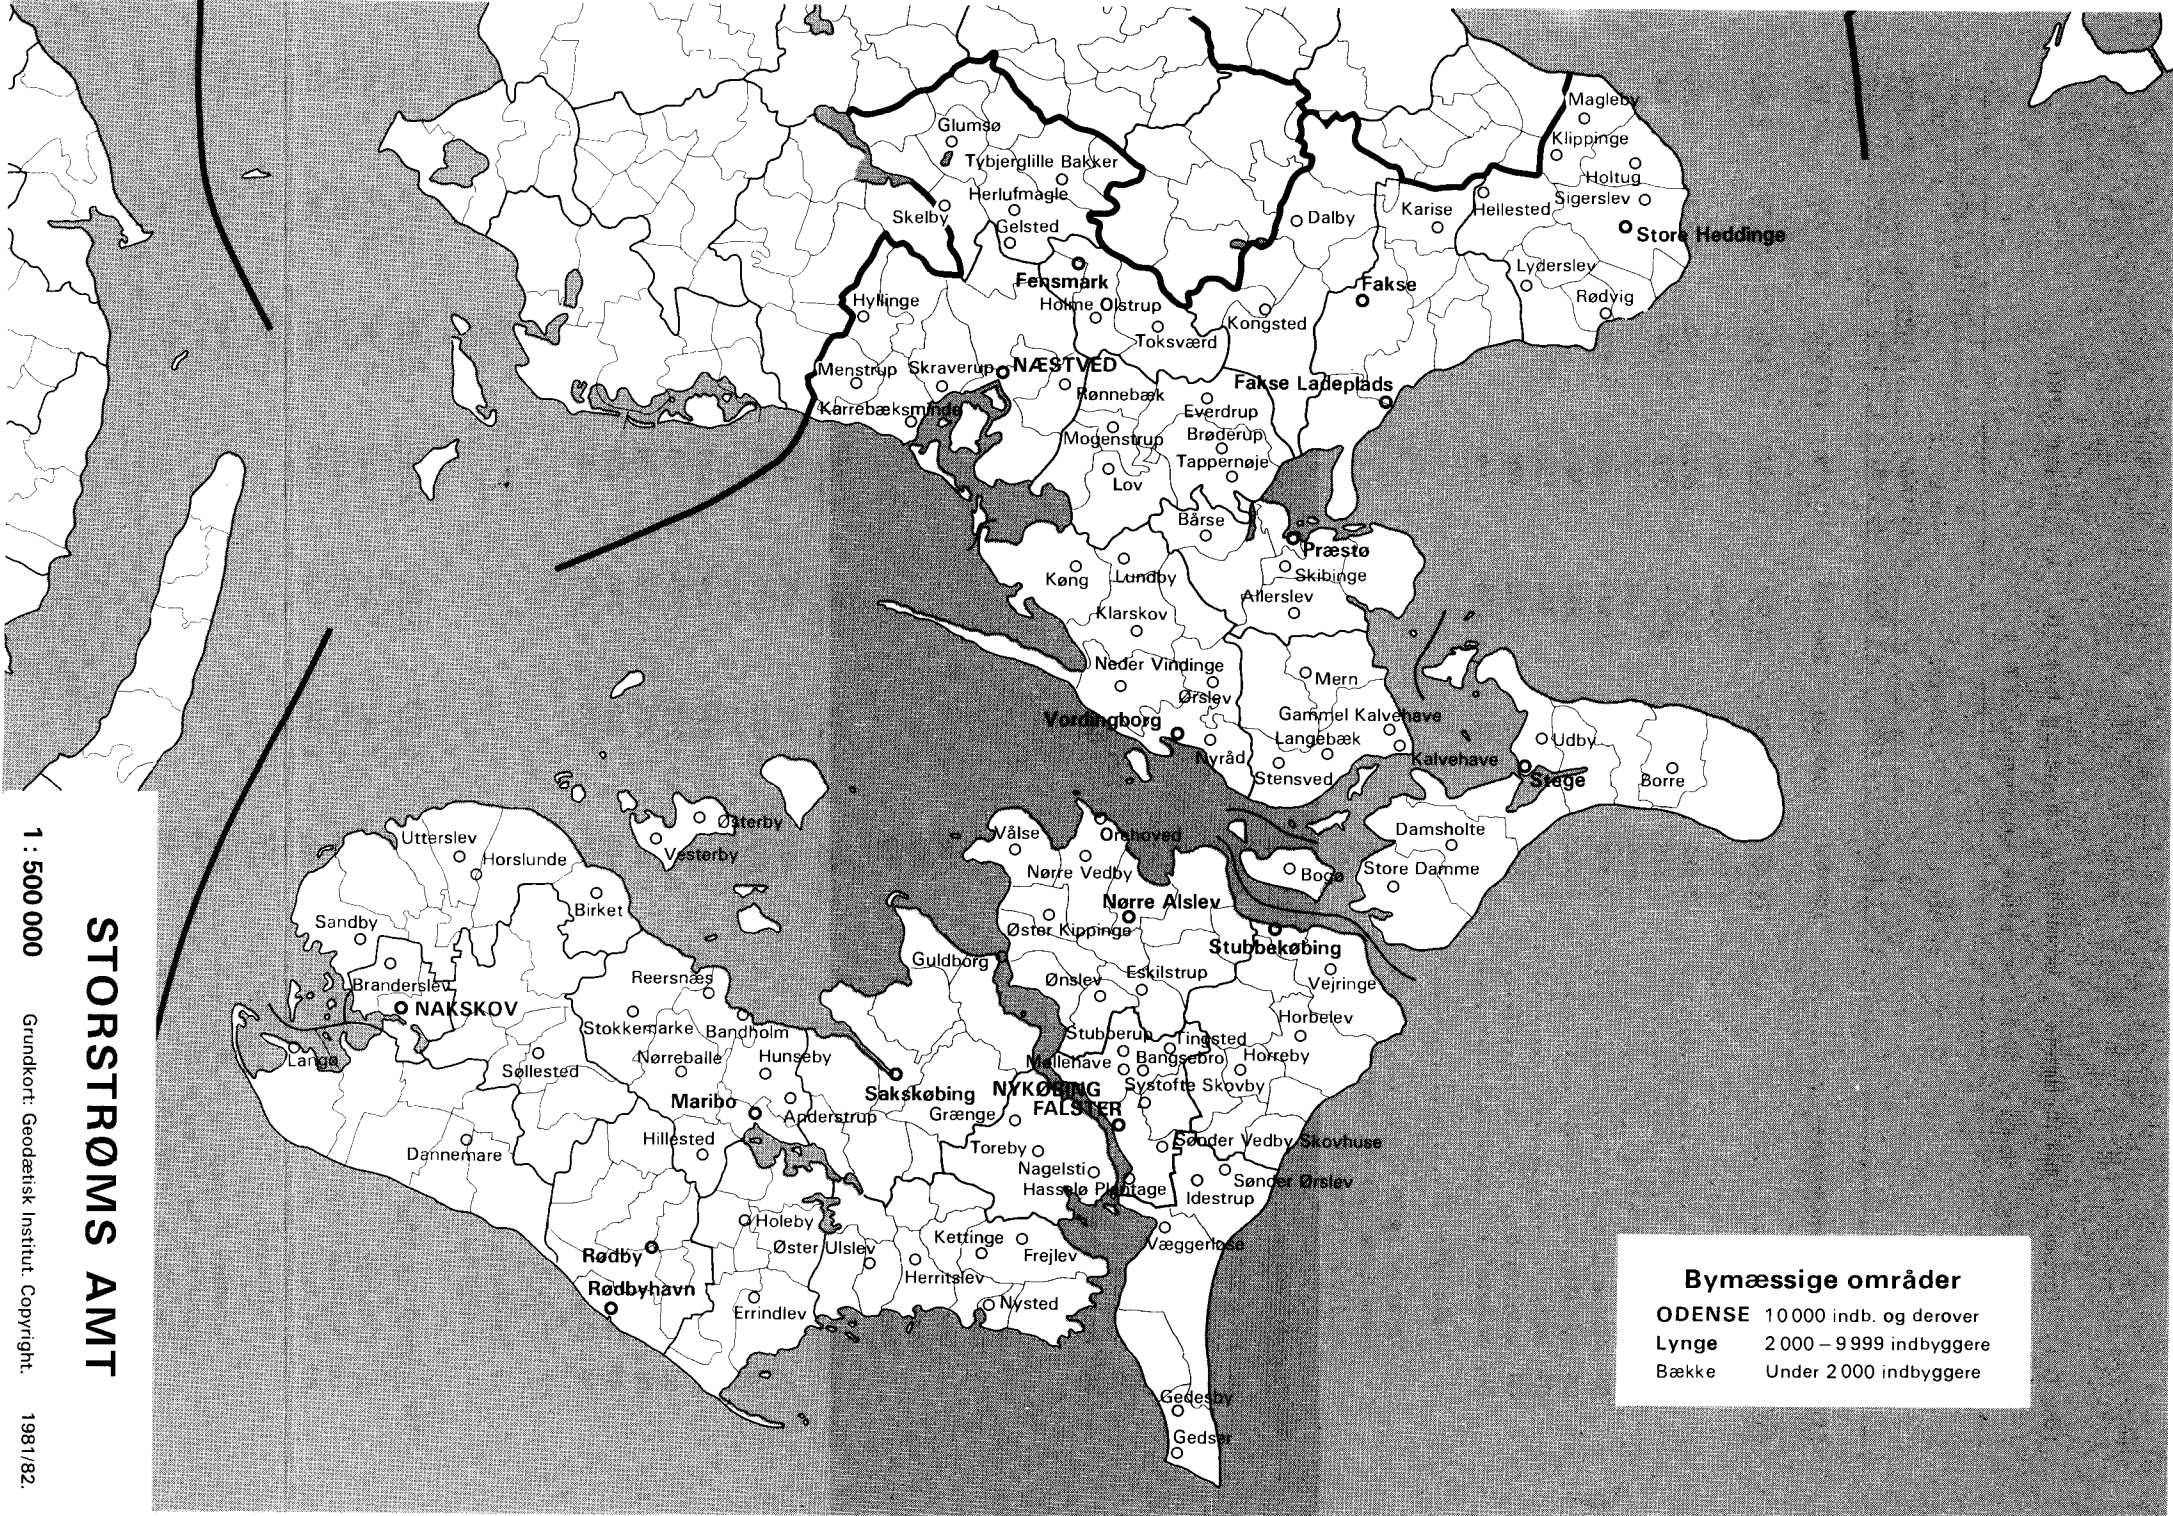 Magleby
Glumsø
Klippinge
Tybjerglille Bakker
Holtug
Herlufmagle
Sigerslev
Skelby
Karise
Hellested
Dalby
Gelsted
Store Heddinge
Lyderslev
Fensmark
Fakse
Hyllinge
Rødvig
Holme Olstrup
Kongsted
Toksværd
Menstrup
Skraverup
NÆSTVED
Fakse Ladeplads
Rønnebæk
Karrebæksminde
Everdrup
Mogenstrup
Brøderup
Tappernøje
Lov
Bårse
Præstø
Køng
Lundby
Skibinge
Allerslev
Klarskov
Neder Vindinge
Mern
Ørslev
Gammel Kalvehave
Vordingborg
Langebæk
Udby
Nyråd
Kalvehave
Stensved
Stege
Borre
Østerby
Vålse
Orehoved
Damsholte
Utterslev
Vesterby
Horslunde
Nørre Vedby
Bogø
Store Damme
Birket
Nørre Alslev
Sandby
Øster Kippinge
Stubbekøbing
Guldborg
Eskilstrup
Reersnæs
Ønslev
Vejringe
Branderslev
NAKSKOV
Horbelev
Stokkemarke
Bandholm
Stubberup
Tingsted
Langø
Nørreballe
Hunseby
Møllehave
Bangsebro
Horreby
Søllested
Systofte Skovby
Sakskøbing
NYKØBING
FALSTER
Maribo
Grænge
Anderstrup
Hillested
Sønder Vedby Skovhuse
Dannemare
Toreby
Nagelsti
Sønder Ørslev
Hasselø Plantage
Idestrup
Holeby
Kettinge
Væggerløse
Øster Ulslev
Frejlev
Rødby
Herritslev
Rødbyhavn
Nysted
Errindlev
Gedesby
Gedser
STORSTRØMS AMT
1 : 500 000 Grundkort: Geodætisk Institut. Copyright. 1981/82.
Bymæssige områder
ODENSE 10 000 indb. og derover
Lynge 2 000 – 9 999 indbyggere
Bække Under 2 000 indbyggere